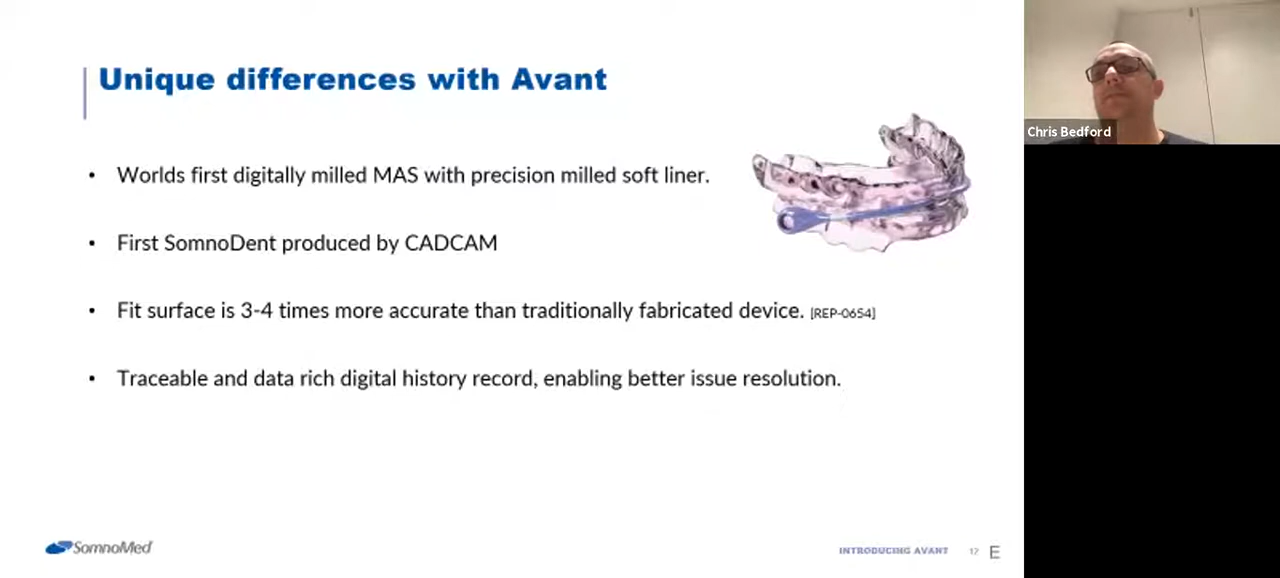 Unique differences with Avant
• Worlds first digitally milled MAS with precision milled soft liner.
• First SomnoDent produced by CADCAM
• Fit surface is 3-4 times more accurate than traditionally fabricated device. [REP-0654]
• Traceable and data rich digital history record, enabling better issue resolution.
SomnoMed
INTRODUCING AVANT 12 E
Chris Bedford